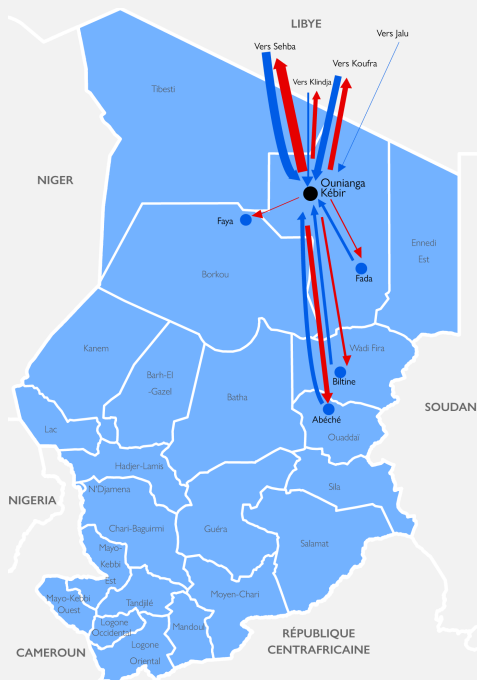 LIBYE
Vers Jalu
Vers Sehba
Vers Koufra
Vers Klindja
Tibesti
NIGER
Ounianga
Kébir
Faya
Ennedi
Est
Borkou
Fada
Kanem
Wadi Fira
Barh-El
-Gazel
Biltine
Batha
Abéché
SOUDAN
Lac
Ouaddaï
Hadjer-Lamis
N'Djamena
Sila
NIGERIA
Chari-Baguirmi
Guéra
Salamat
Mayo-
Kebbi
Est
Mayo-Kebbi
Ouest
Tandjilé
Moyen-Chari
Logone
Occidental
Mandoul
Logone
Oriental
RÉPUBLIQUE
CENTRAFRICAINE
CAMEROUN